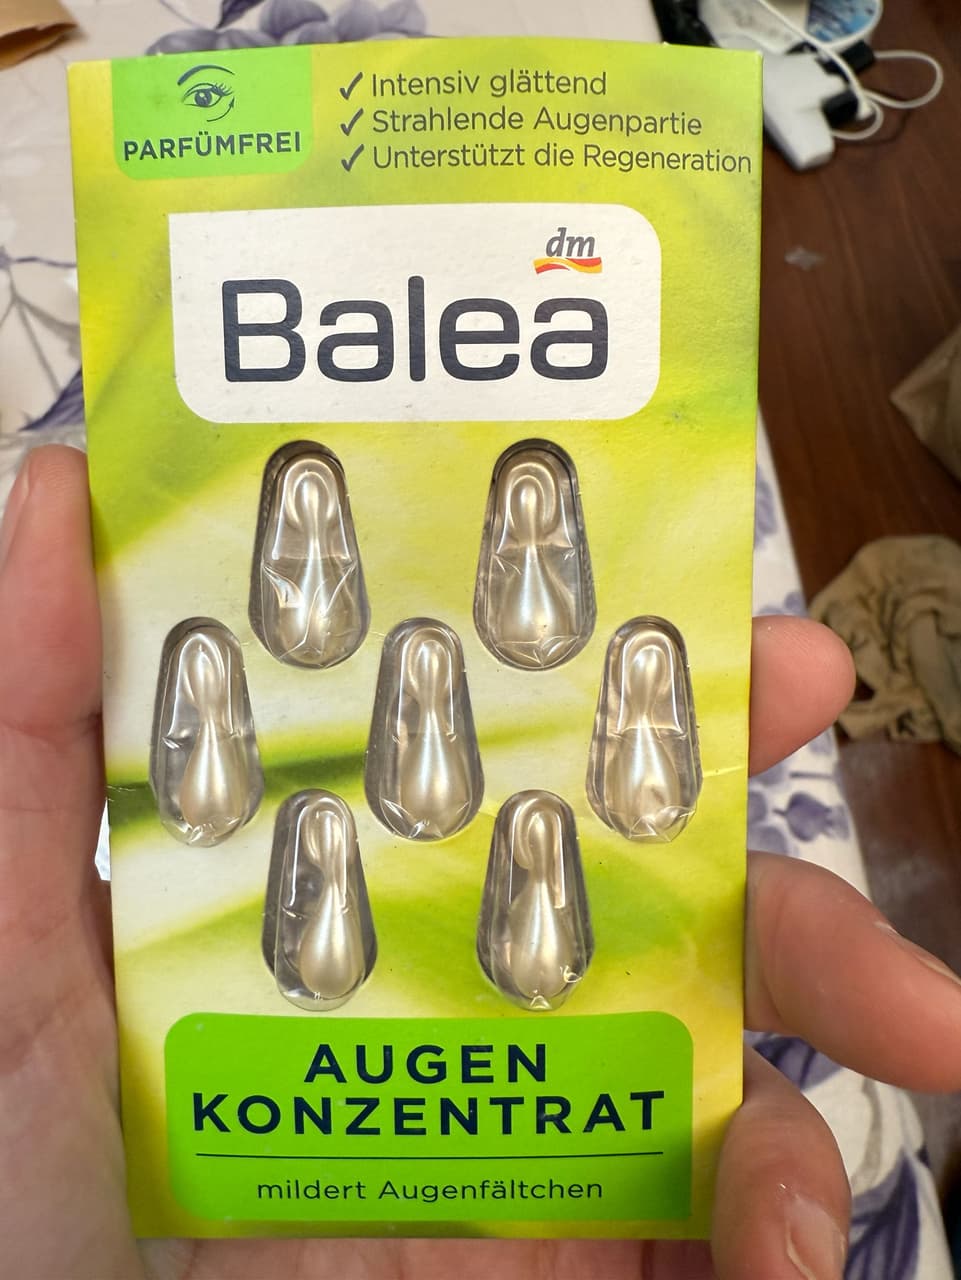 PARFÜMFREI
✓ Intensiv glättend
✓ Strahlende Augenpartie
✓ Unterstützt die Regeneration
dm
Balea
AUGEN
KONZENTRAT
mildert Augenfältchen